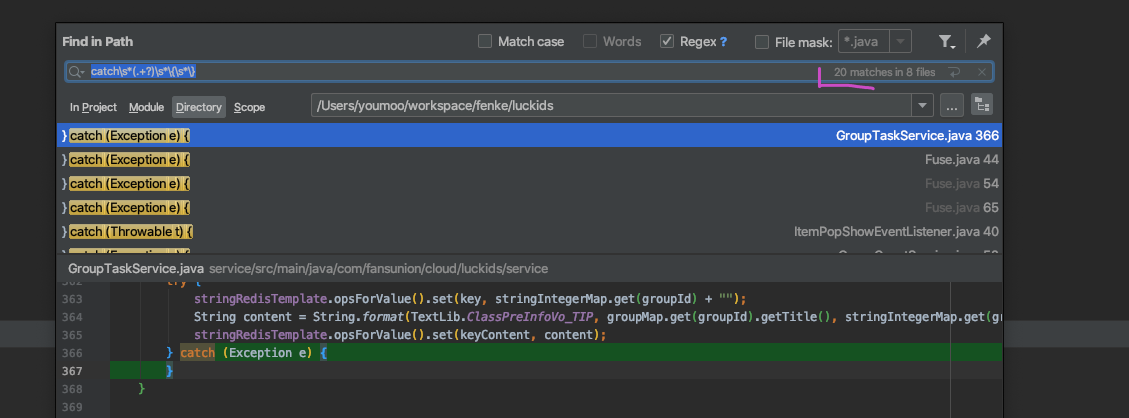 Find in Path
Match case
Words
Regex ?
File mask:
*.java
catch\s*(.+?)\s*\{\s*\}
20 matches in 8 files
In Project
Module
Directory
Scope
/Users/youmoo/workspace/fenke/luckids
...
} catch (Exception e) { GroupTaskService.java 366
} catch (Exception e) { Fuse.java 44
} catch (Exception e) { Fuse.java 54
} catch (Exception e) { Fuse.java 65
} catch (Throwable t) { ItemPopShowEventListener.java 40
GroupTaskService.java service/src/main/java/com/fansunion/cloud/luckids/service
362 try {
363 stringRedisTemplate.opsForValue().set(key, stringIntegerMap.get(groupId) + "");
364 String content = String.format(TextLib.ClassPreInfoVo_TIP, groupMap.get(groupId).getTitle(), stringIntegerMap.get(gr
365 stringRedisTemplate.opsForValue().set(keyContent, content);
366 } catch (Exception e) {
367 }
368 }
369